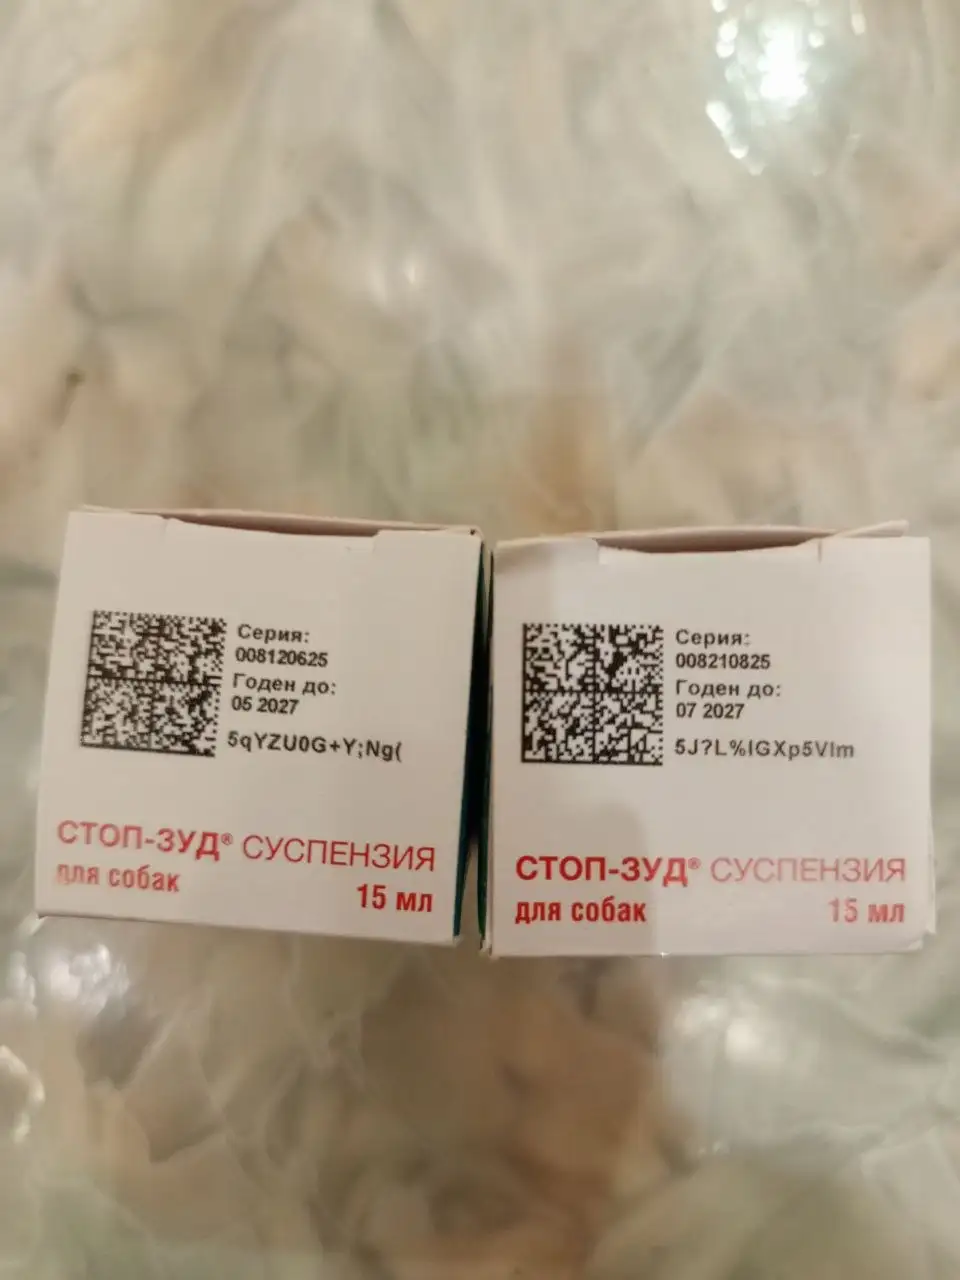 Серия:
008120625
Годен до:
05 2027
5qYZU0G+Y;Ng(
СТОП-ЗУД® СУСПЕНЗИЯ
для собак
15 мл
Серия:
008210825
Годен до:
07 2027
5J?L%IGXp5VIm
СТОП-ЗУД® СУСПЕНЗИЯ
для собак
15 мл